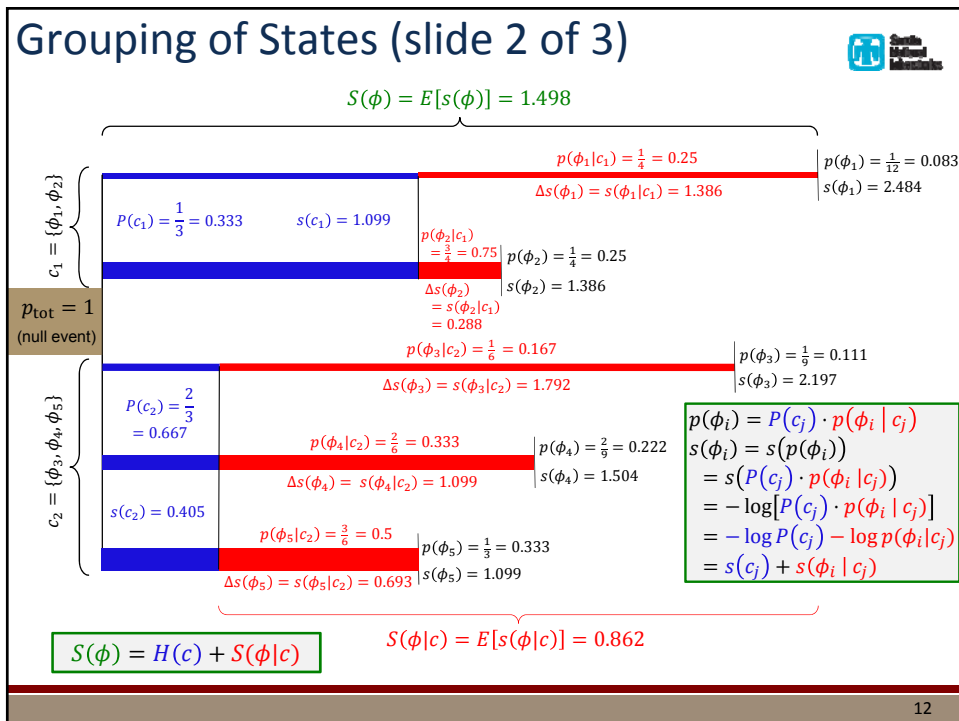 Grouping of States (slide 2 of 3)
Sandia
National
Laboratories
S(ϕ) = E[s(ϕ)] = 1.498
c₁ = {ϕ₁, ϕ₂}
p(ϕ₁|c₁) = 1/4 = 0.25
Δs(ϕ₁) = s(ϕ₁|c₁) = 1.386
p(ϕ₁) = 1/12 = 0.083
s(ϕ₁) = 2.484
P(c₁) = 1/3 = 0.333
s(c₁) = 1.099
p(ϕ₂|c₁)
= 3/4 = 0.75
p(ϕ₂) = 1/4 = 0.25
s(ϕ₂) = 1.386
Δs(ϕ₂)
= s(ϕ₂|c₁)
= 0.288
p_tot = 1
(null event)
c₂ = {ϕ₃, ϕ₄, ϕ₅}
p(ϕ₃|c₂) = 1/6 = 0.167
Δs(ϕ₃) = s(ϕ₃|c₂) = 1.792
p(ϕ₃) = 1/9 = 0.111
s(ϕ₃) = 2.197
P(c₂) = 2/3
= 0.667
p(ϕ₄|c₂) = 2/6 = 0.333
Δs(ϕ₄) = s(ϕ₄|c₂) = 1.099
p(ϕ₄) = 2/9 = 0.222
s(ϕ₄) = 1.504
s(c₂) = 0.405
p(ϕ₅|c₂) = 3/6 = 0.5
Δs(ϕ₅) = s(ϕ₅|c₂) = 0.693
p(ϕ₅) = 1/3 = 0.333
s(ϕ₅) = 1.099
p(ϕᵢ) = P(cⱼ) · p(ϕᵢ | cⱼ)
s(ϕᵢ) = s(p(ϕᵢ))
= s(P(cⱼ) · p(ϕᵢ |cⱼ))
= − log[P(cⱼ) · p(ϕᵢ | cⱼ)]
= − log P(cⱼ) − log p(ϕᵢ|cⱼ)
= s(cⱼ) + s(ϕᵢ | cⱼ)
S(ϕ|c) = E[s(ϕ|c)] = 0.862
S(ϕ) = H(c) + S(ϕ|c)
12